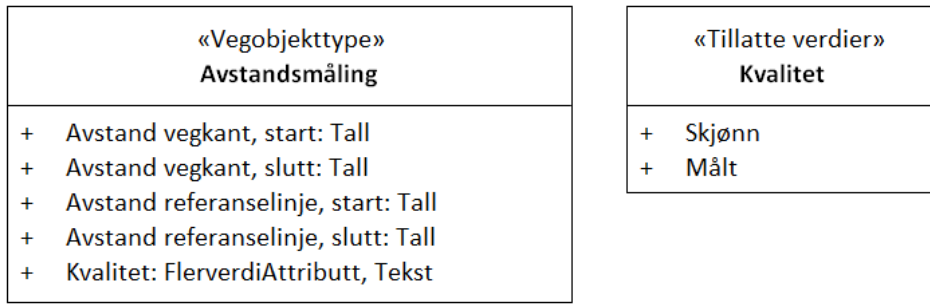 «Vegobjekttype»
Avstandsmåling
+ Avstand vegkant, start: Tall
+ Avstand vegkant, slutt: Tall
+ Avstand referanselinje, start: Tall
+ Avstand referanselinje, slutt: Tall
+ Kvalitet: FlerverdiAttributt, Tekst
«Tillatte verdier»
Kvalitet
+ Skjønn
+ Målt